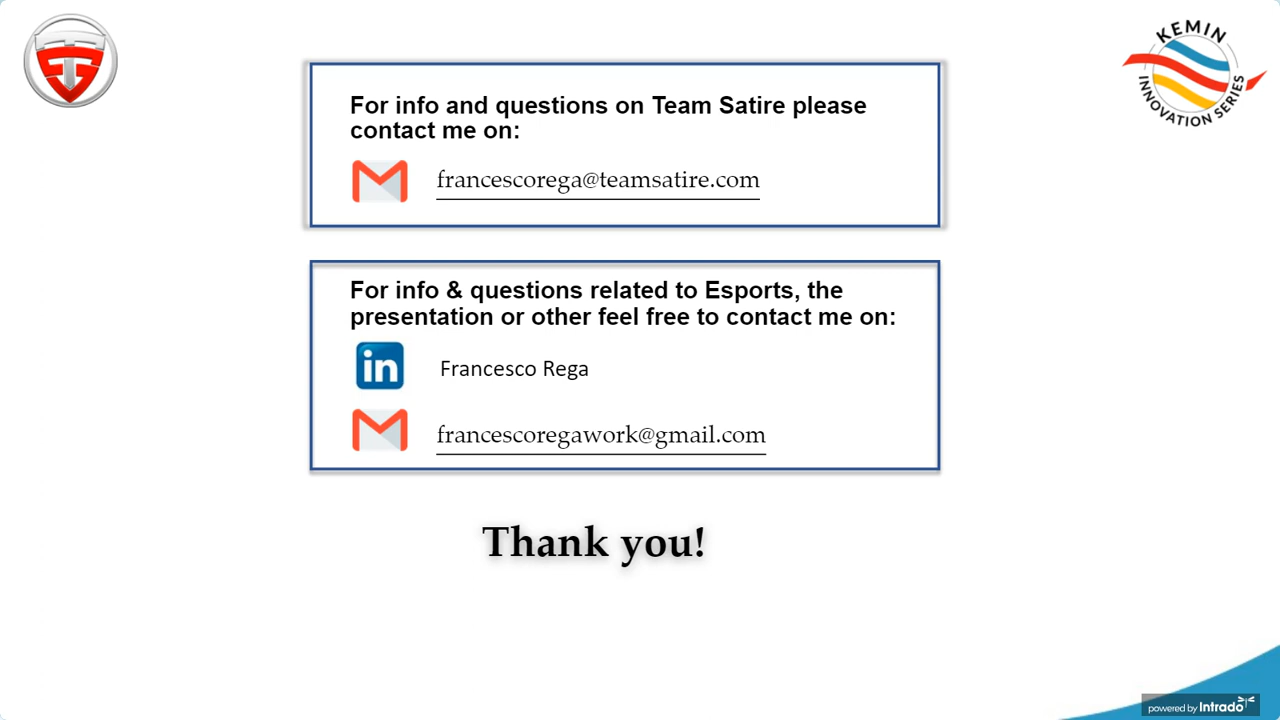 KEMIN
INNOVATION SERIES
For info and questions on Team Satire please
contact me on:
francescorega@teamsatire.com
For info & questions related to Esports, the
presentation or other feel free to contact me on:
in
Francesco Rega
francescoregawork@gmail.com
Thank you!
powered by Intrado